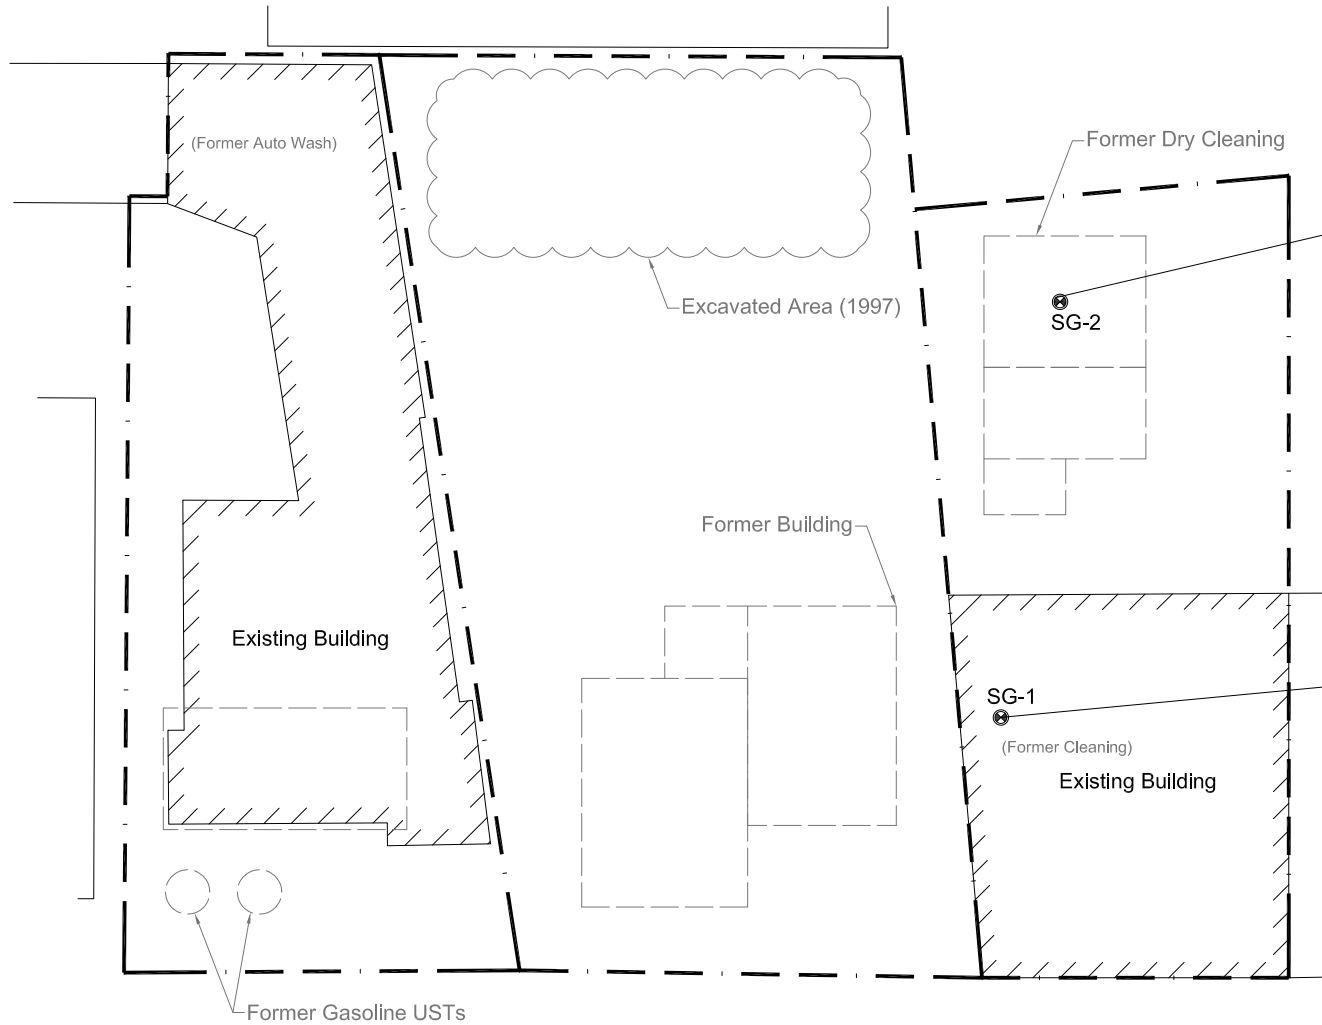 (Former Auto Wash)
Former Dry Cleaning
Excavated Area (1997)
SG-2
Former Building
Existing Building
SG-1
(Former Cleaning)
Existing Building
Former Gasoline USTs